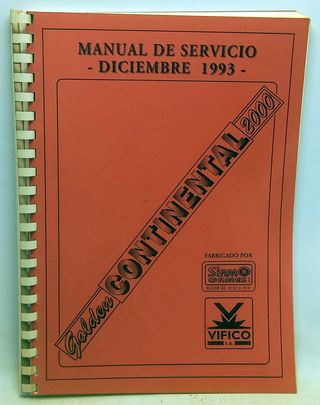 MANUAL DE SERVICIO
- DICIEMBRE 1993 -
Golden CONTINENTAL 2000
FABRICADO POR
VIFICO
S.A.